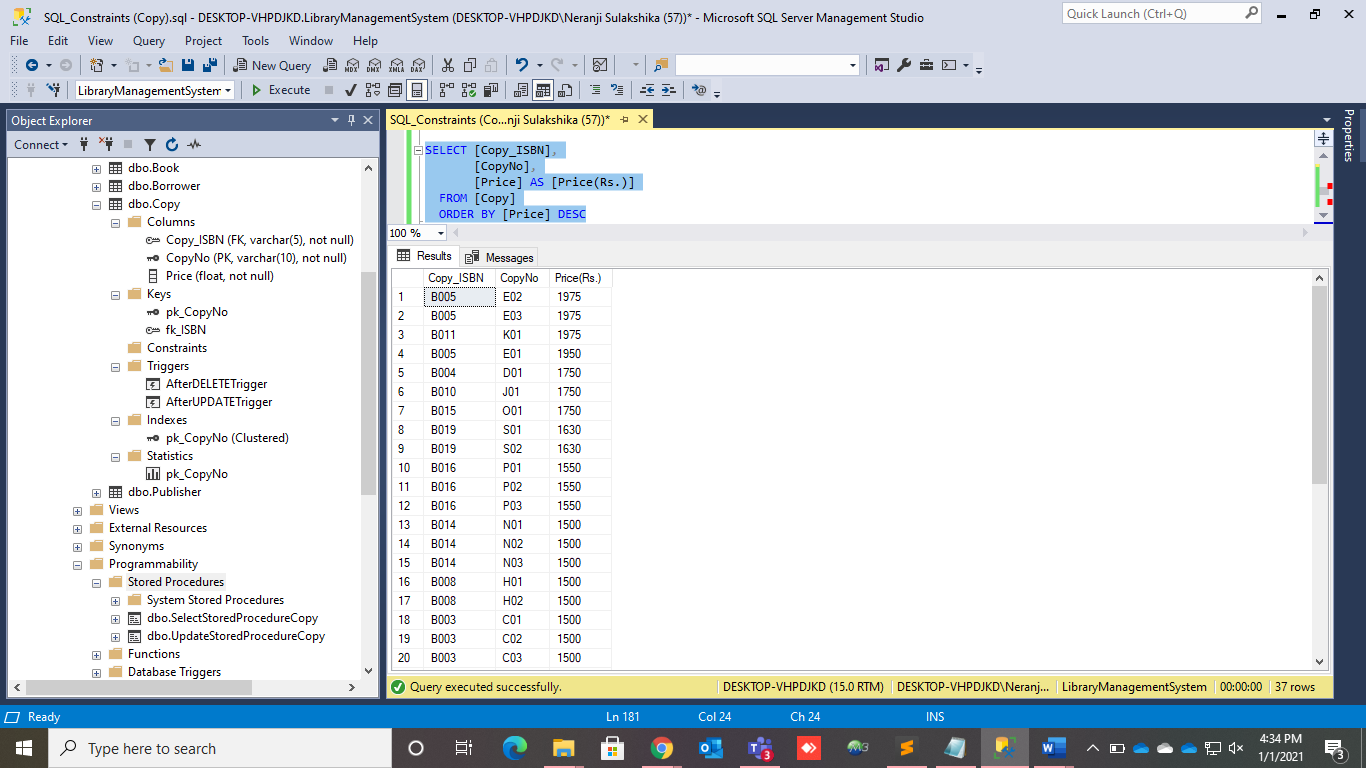 SQL_Constraints (Copy).sql - DESKTOP-VHPDJKD.LibraryManagementSystem (DESKTOP-VHPDJKD\Neranji Sulakshika (57))* - Microsoft SQL Server Management Studio
Quick Launch (Ctrl+Q)
File Edit View Query Project Tools Window Help
New Query MDX DMX XMLA DAX
LibraryManagementSystem Execute
Object Explorer
Connect
dbo.Book
dbo.Borrower
dbo.Copy
Columns
Copy_ISBN (FK, varchar(5), not null)
CopyNo (PK, varchar(10), not null)
Price (float, not null)
Keys
pk_CopyNo
fk_ISBN
Constraints
Triggers
AfterDELETETrigger
AfterUPDATETrigger
Indexes
pk_CopyNo (Clustered)
Statistics
pk_CopyNo
dbo.Publisher
Views
External Resources
Synonyms
Programmability
Stored Procedures
System Stored Procedures
dbo.SelectStoredProcedureCopy
dbo.UpdateStoredProcedureCopy
Functions
Database Triggers
SQL_Constraints (Co...nji Sulakshika (57))*
SELECT [Copy_ISBN],
[CopyNo],
[Price] AS [Price(Rs.)]
FROM [Copy]
ORDER BY [Price] DESC
100 %
Results Messages
Copy_ISBN CopyNo Price(Rs.)
1 B005 E02 1975
2 B005 E03 1975
3 B011 K01 1975
4 B005 E01 1950
5 B004 D01 1750
6 B010 J01 1750
7 B015 O01 1750
8 B019 S01 1630
9 B019 S02 1630
10 B016 P01 1550
11 B016 P02 1550
12 B016 P03 1550
13 B014 N01 1500
14 B014 N02 1500
15 B014 N03 1500
16 B008 H01 1500
17 B008 H02 1500
18 B003 C01 1500
19 B003 C02 1500
20 B003 C03 1500
Query executed successfully. DESKTOP-VHPDJKD (15.0 RTM) DESKTOP-VHPDJKD\Neranj... LibraryManagementSystem 00:00:00 37 rows
Properties
Ready Ln 181 Col 24 Ch 24 INS
Type here to search
3
4:34 PM
1/1/2021
3